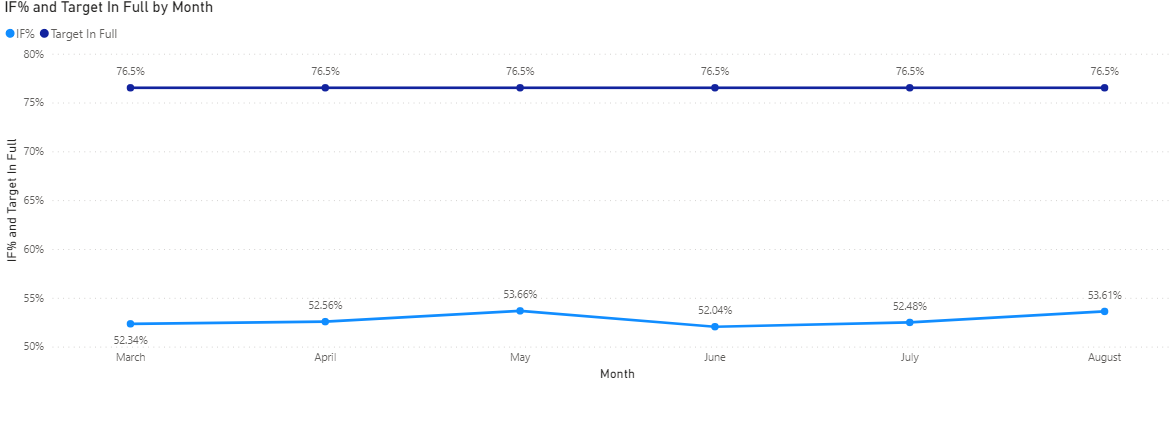 IF% and Target In Full by Month
IF% Target In Full
IF% and Target In Full
80%
75%
70%
65%
60%
55%
50%
76.5% 76.5% 76.5% 76.5% 76.5% 76.5%
52.34% 52.56% 53.66% 52.04% 52.48% 53.61%
March April May June July August
Month